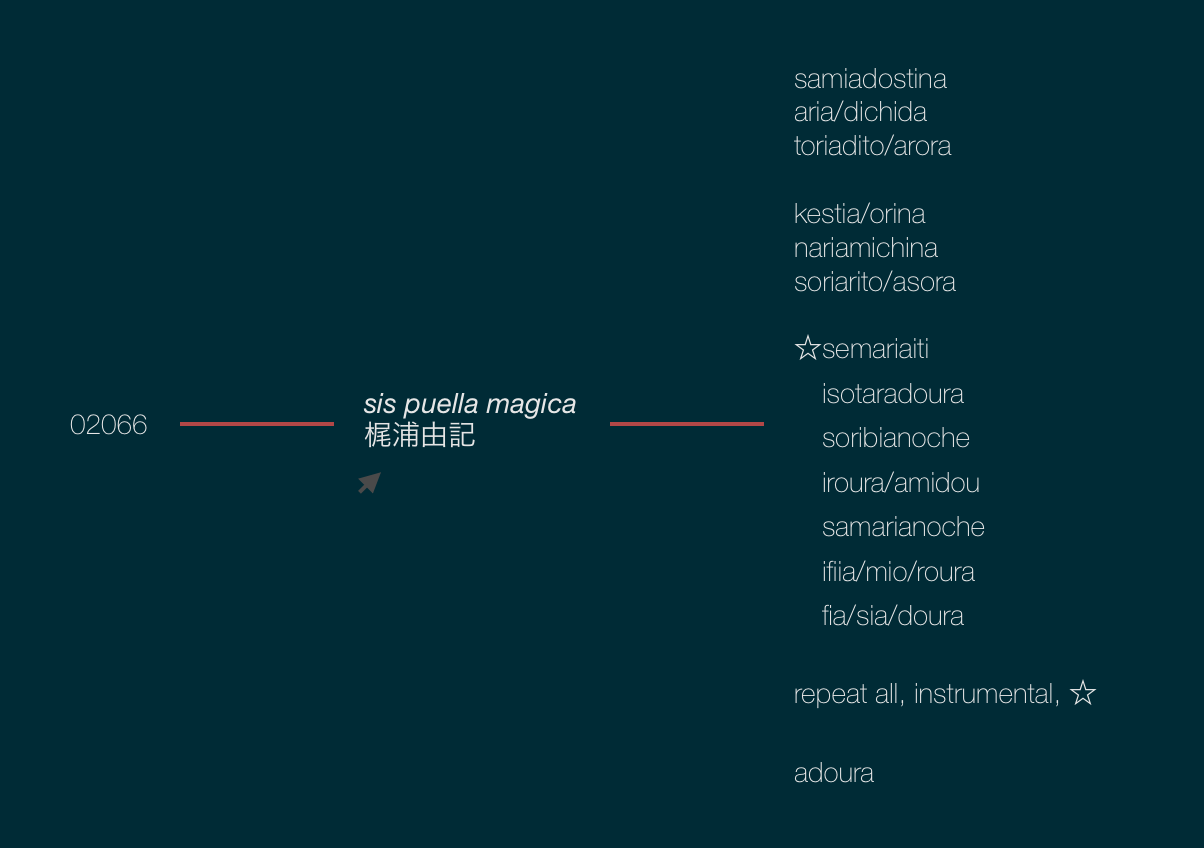 02066
sis puella magica
梶浦由記
samiadostina
aria/dichida
toriadito/arora
kestia/orina
nariamichina
soriarito/asora
☆semariaiti
isotaradoura
soribianoche
iroura/amidou
samarianoche
ifiia/mio/roura
fia/sia/doura
repeat all, instrumental, ☆
adoura